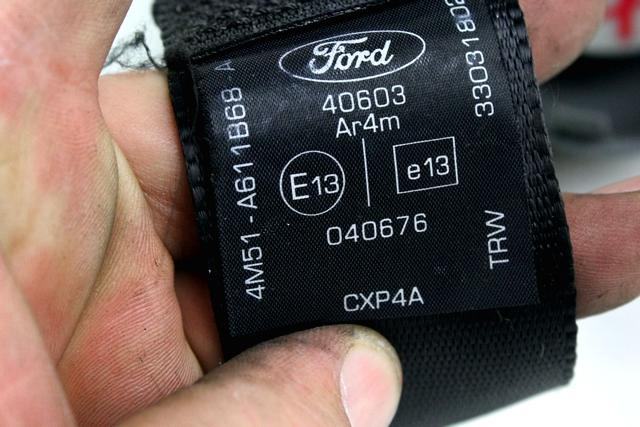 Ford
40603
Ar4m
E13 e13
040676
CXP4A
4M51-A611B68 A
TRW